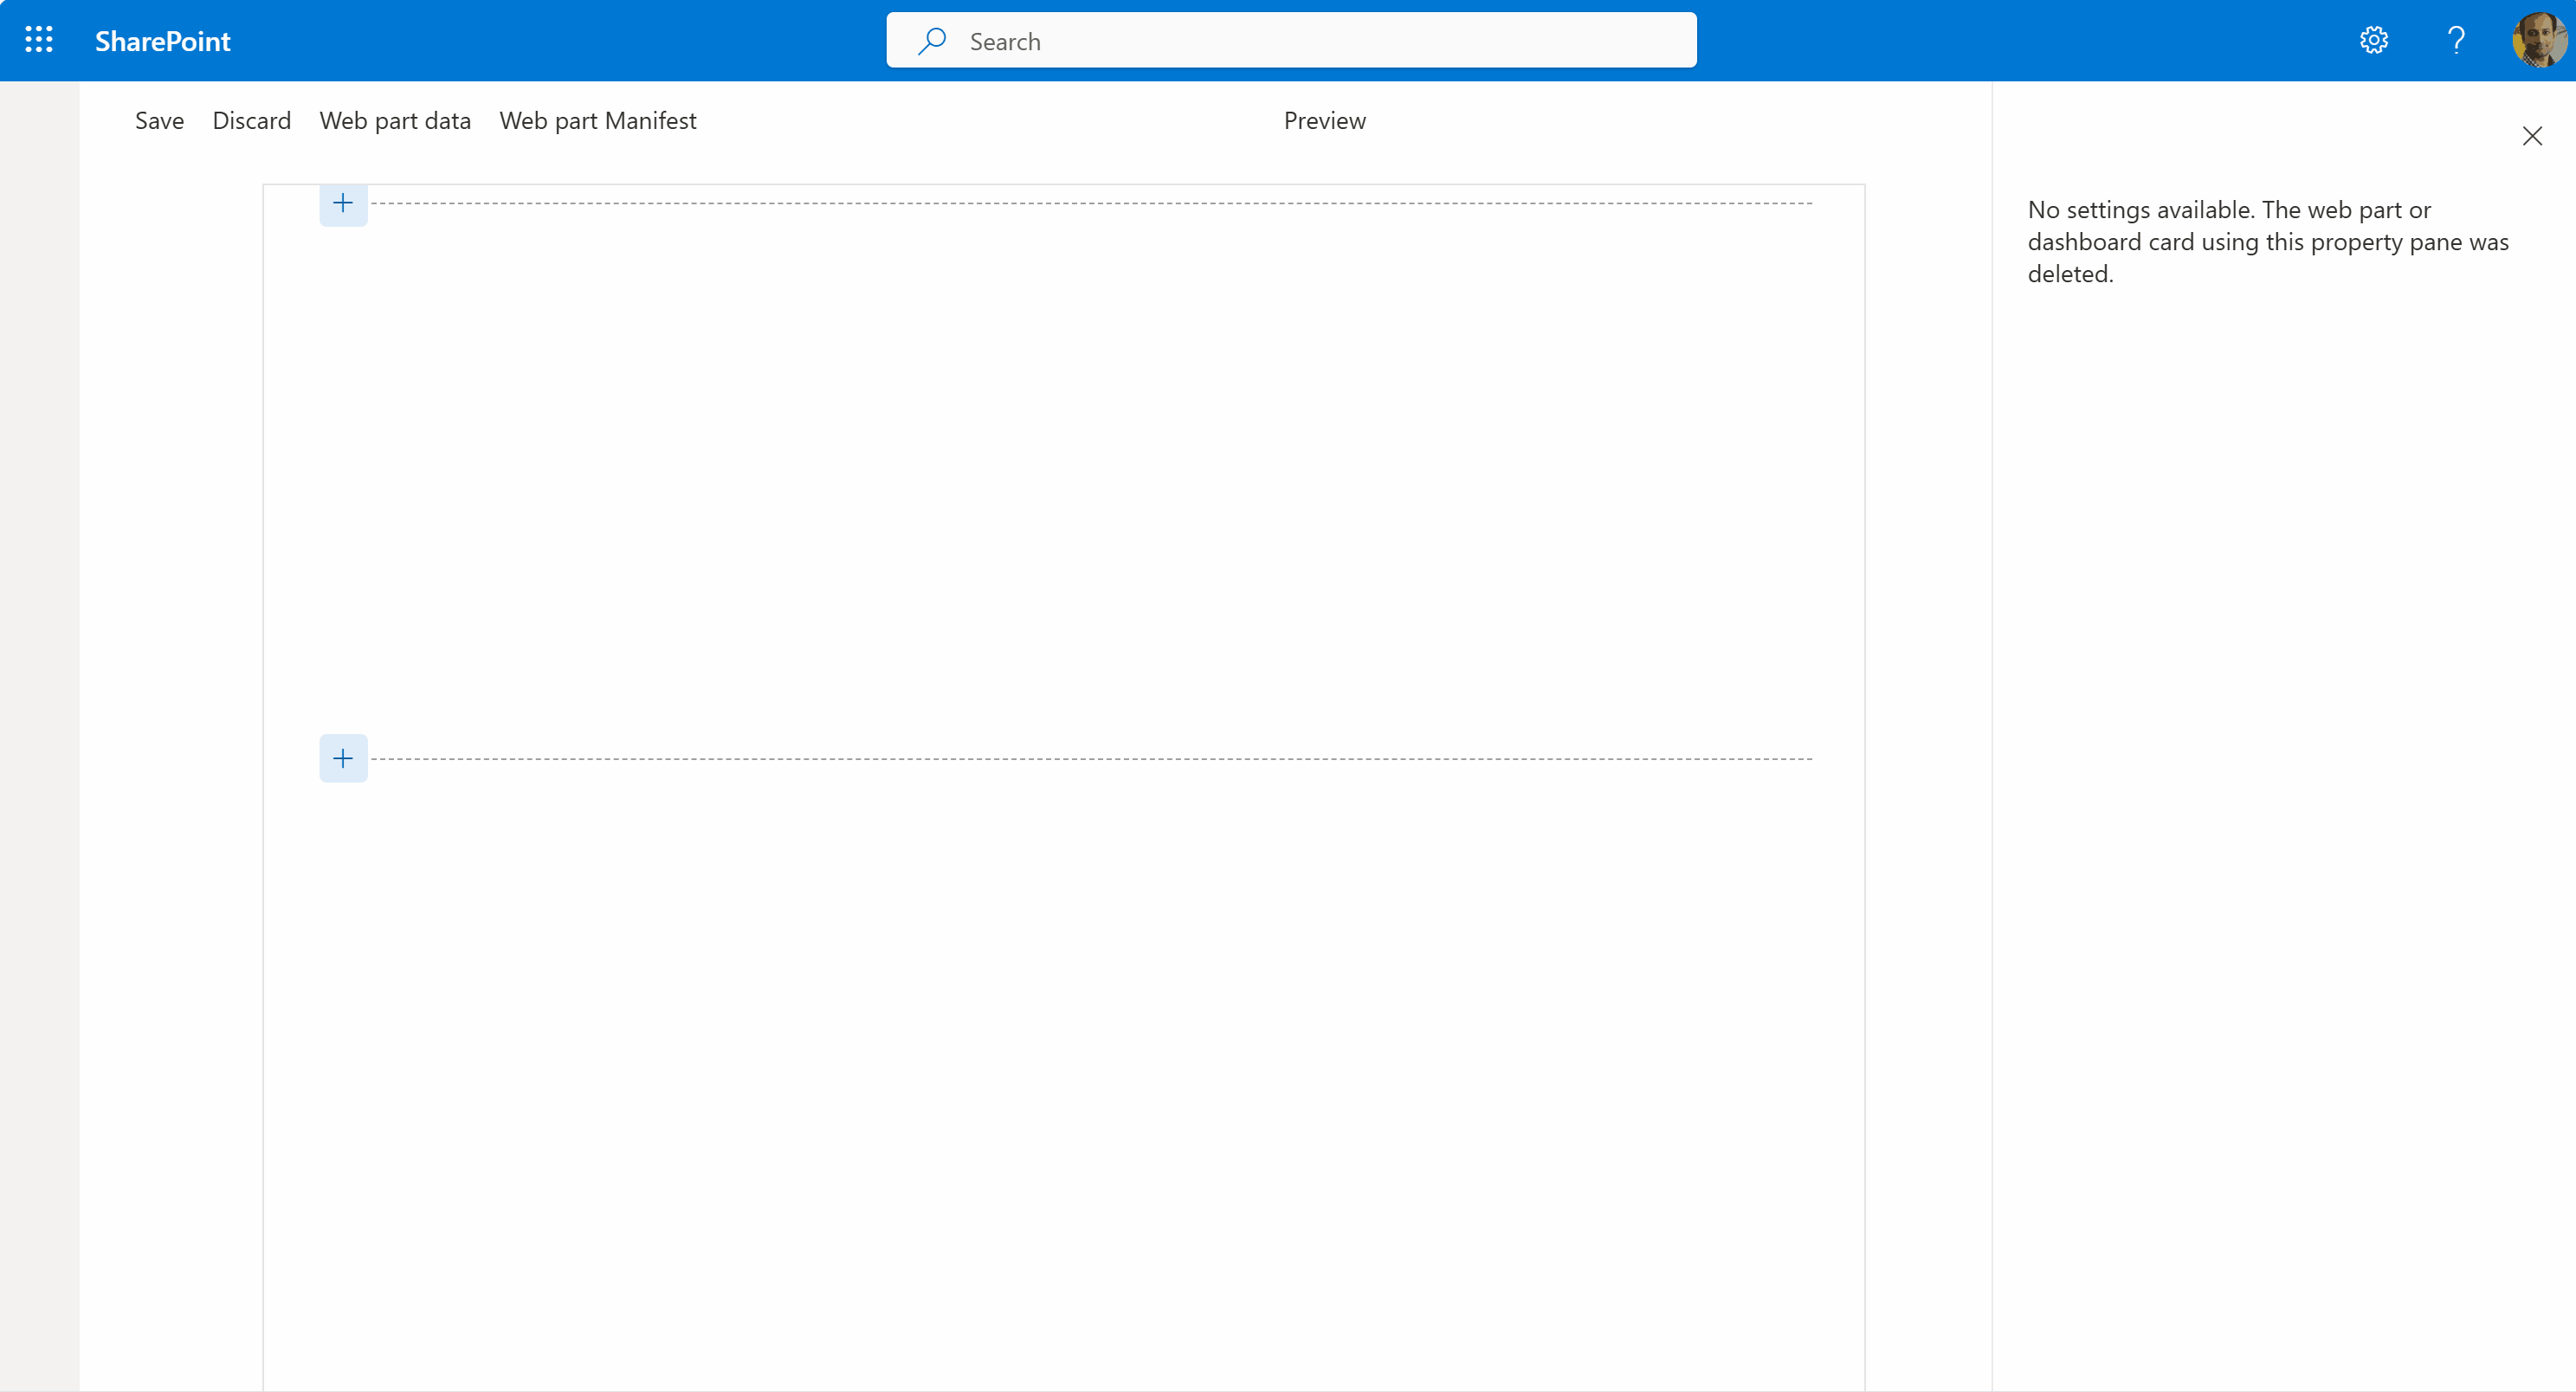 SharePoint
Search
Save
Discard
Web part data
Web part Manifest
Preview
No settings available. The web part or
dashboard card using this property pane was
deleted.